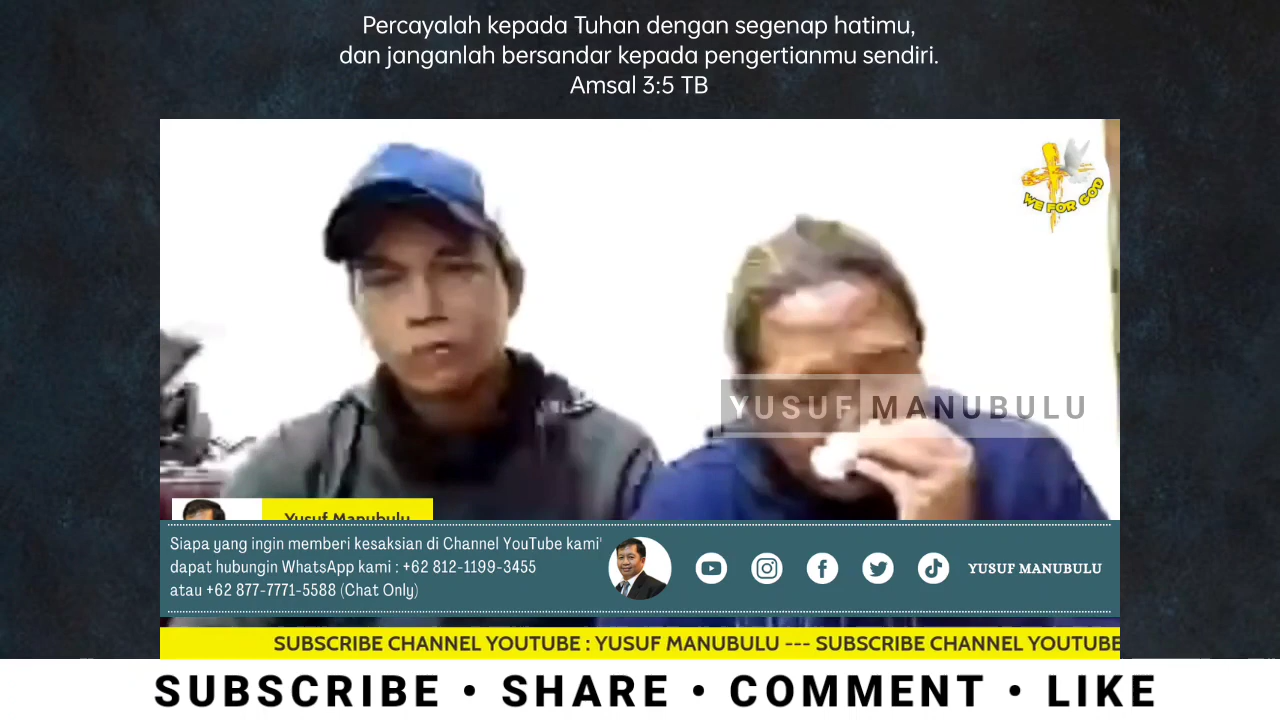 Percayalah kepada Tuhan dengan segenap hatimu,
dan janganlah bersandar kepada pengertianmu sendiri.
Amsal 3:5 TB
WE FOR GOD
YUSUF MANUBULU
Yusuf Manubulu
Siapa yang ingin memberi kesaksian di Channel YouTube kami'
dapat hubungin WhatsApp kami : +62 812-1199-3455
atau +62 877-7771-5588 (Chat Only)
YUSUF MANUBULU
SUBSCRIBE CHANNEL YOUTUBE : YUSUF MANUBULU --- SUBSCRIBE CHANNEL YOUTUBE
SUBSCRIBE • SHARE • COMMENT • LIKE